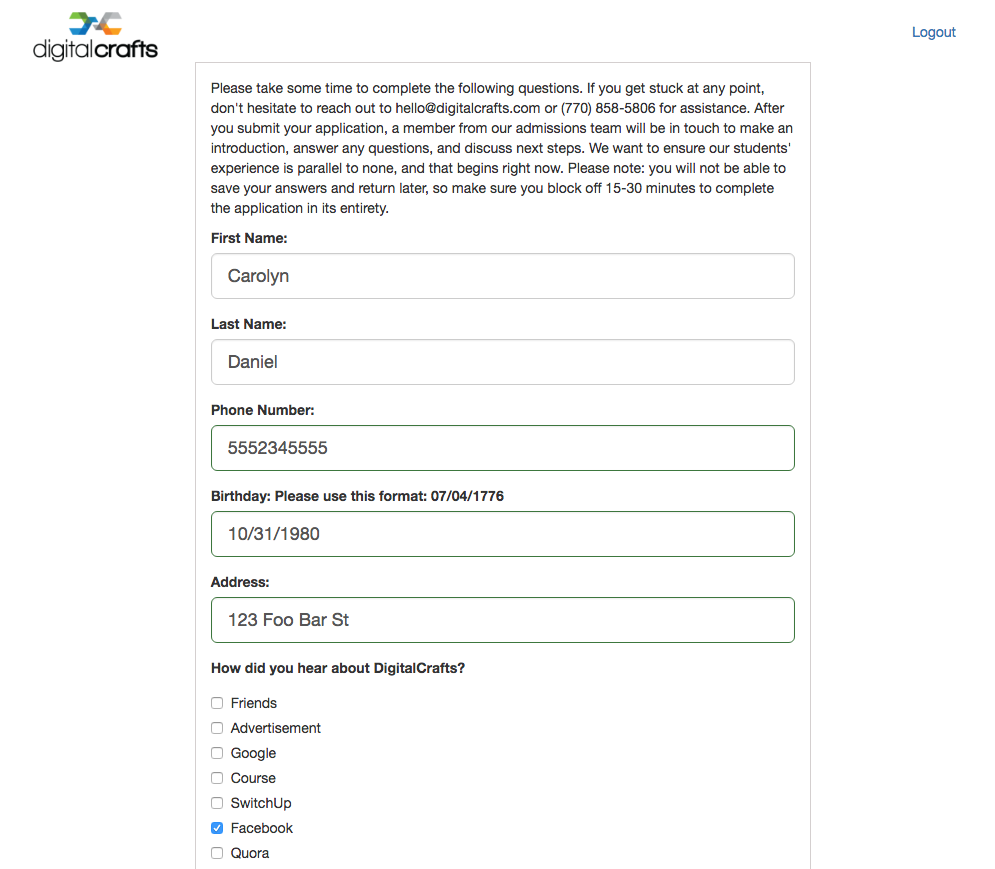 digitalcrafts
Logout
Please take some time to complete the following questions. If you get stuck at any point,
don't hesitate to reach out to hello@digitalcrafts.com or (770) 858-5806 for assistance. After
you submit your application, a member from our admissions team will be in touch to make an
introduction, answer any questions, and discuss next steps. We want to ensure our students'
experience is parallel to none, and that begins right now. Please note: you will not be able to
save your answers and return later, so make sure you block off 15-30 minutes to complete
the application in its entirety.
First Name:
Carolyn
Last Name:
Daniel
Phone Number:
5552345555
Birthday: Please use this format: 07/04/1776
10/31/1980
Address:
123 Foo Bar St
How did you hear about DigitalCrafts?
Friends
Advertisement
Google
Course
SwitchUp
Facebook
Quora